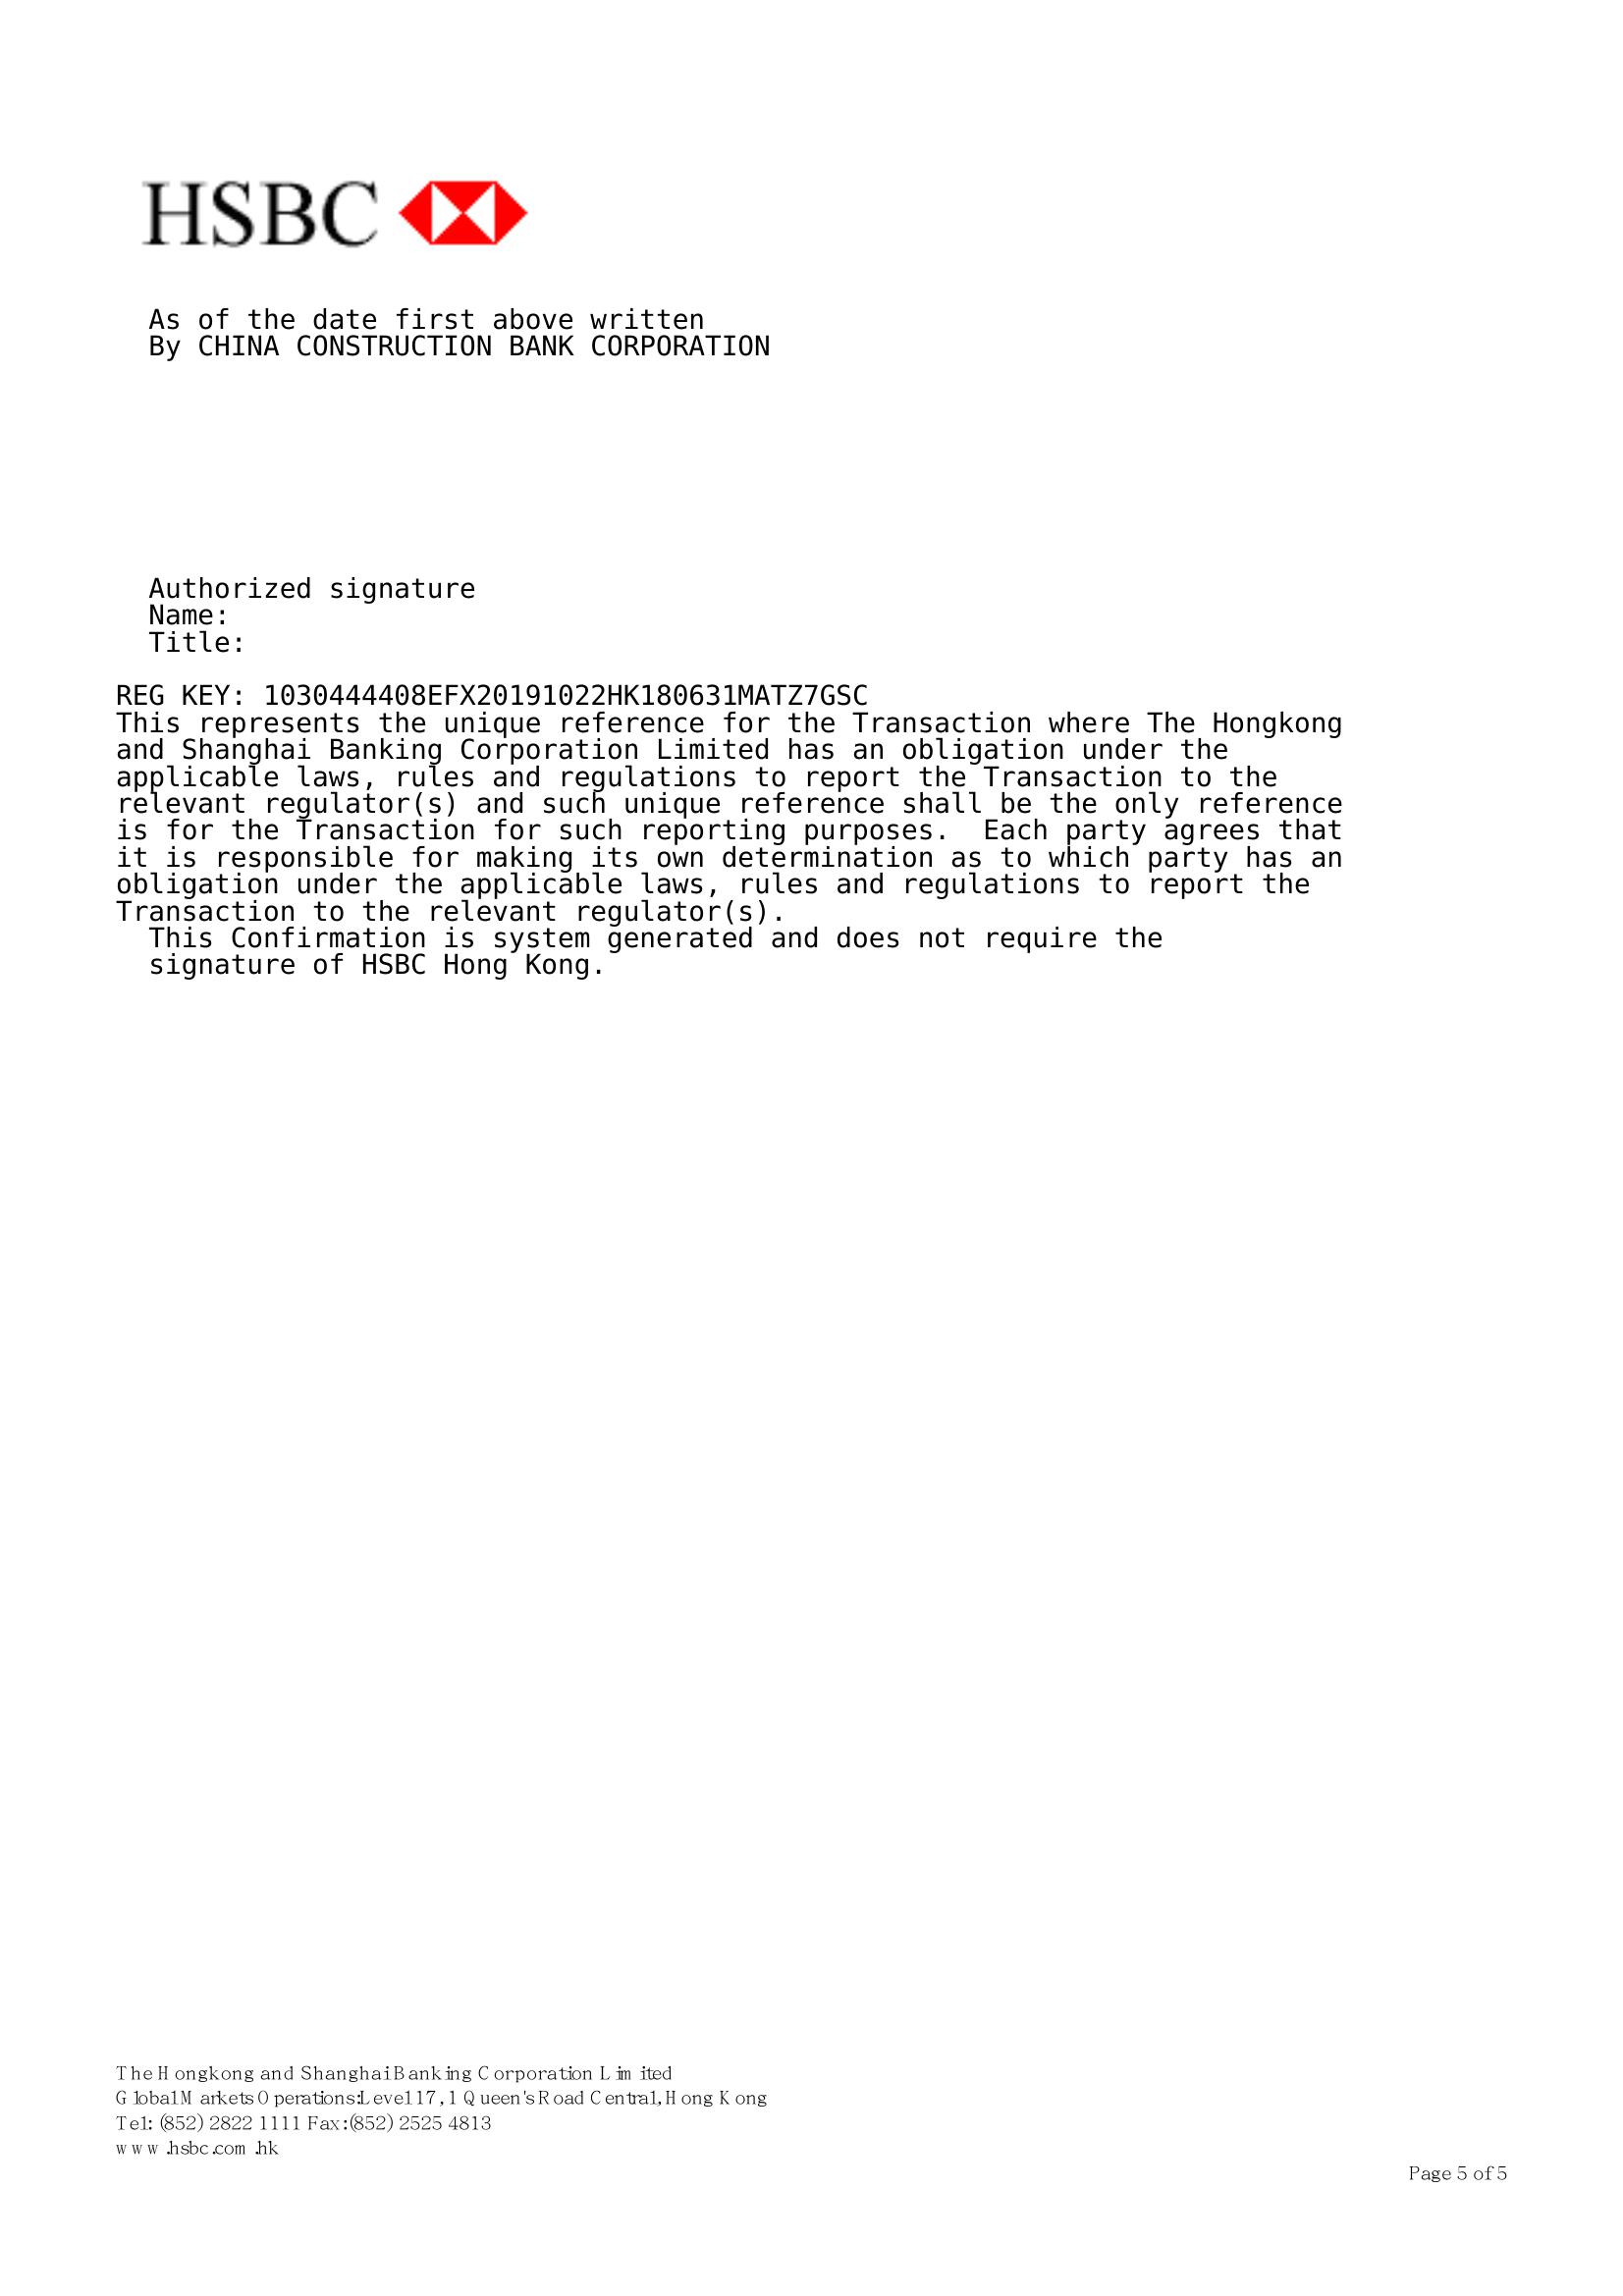 HSBC
As of the date first above written
By CHINA CONSTRUCTION BANK CORPORATION
Authorized signature
Name:
Title:
REG KEY: 1030444408EFX20191022HK180631MATZ7GSC
This represents the unique reference for the Transaction where The Hongkong
and Shanghai Banking Corporation Limited has an obligation under the
applicable laws, rules and regulations to report the Transaction to the
relevant regulator(s) and such unique reference shall be the only reference
is for the Transaction for such reporting purposes.  Each party agrees that
it is responsible for making its own determination as to which party has an
obligation under the applicable laws, rules and regulations to report the
Transaction to the relevant regulator(s).
This Confirmation is system generated and does not require the
signature of HSBC Hong Kong.
The Hongkong and Shanghai Banking Corporation Limited
Global Markets Operations: Level 17, 1 Queen's Road Central, Hong Kong
Tel: (852) 2822 1111 Fax: (852) 2525 4813
www.hsbc.com.hk
Page 5 of 5